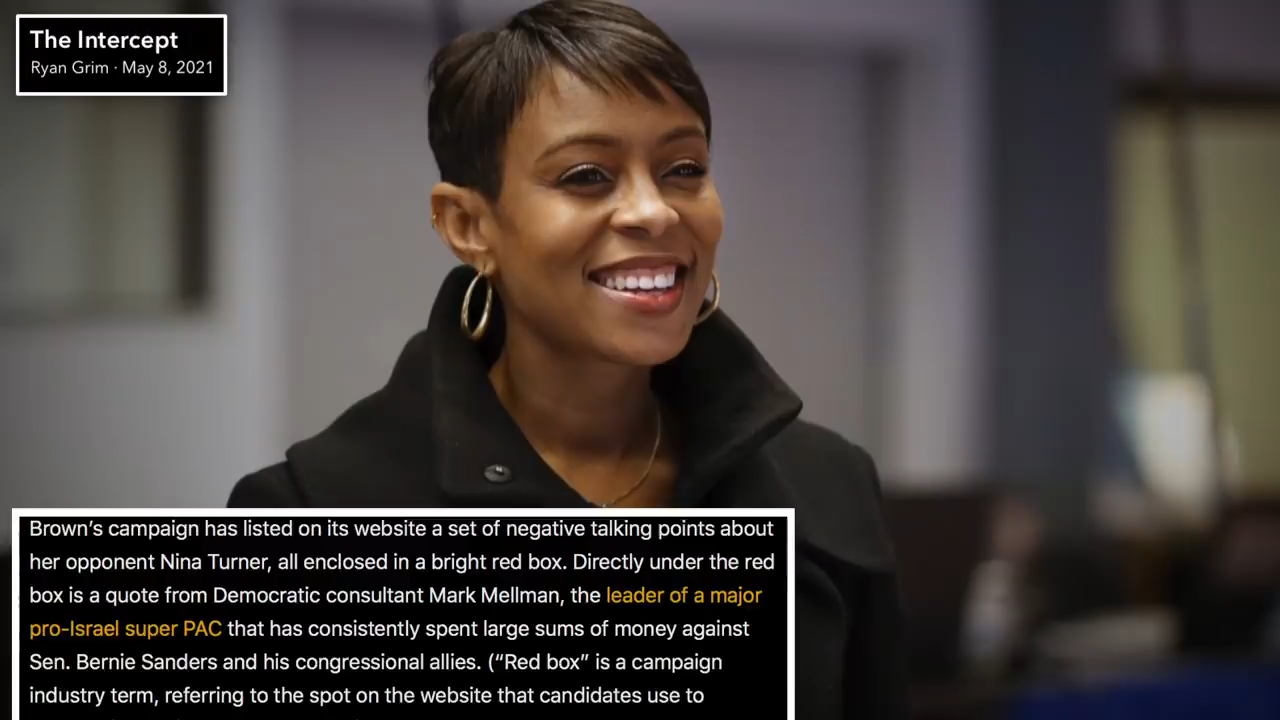 The Intercept
Ryan Grim · May 8, 2021
Brown’s campaign has listed on its website a set of negative talking points about
her opponent Nina Turner, all enclosed in a bright red box. Directly under the red
box is a quote from Democratic consultant Mark Mellman, the leader of a major
pro-Israel super PAC that has consistently spent large sums of money against
Sen. Bernie Sanders and his congressional allies. (“Red box” is a campaign
industry term, referring to the spot on the website that candidates use to